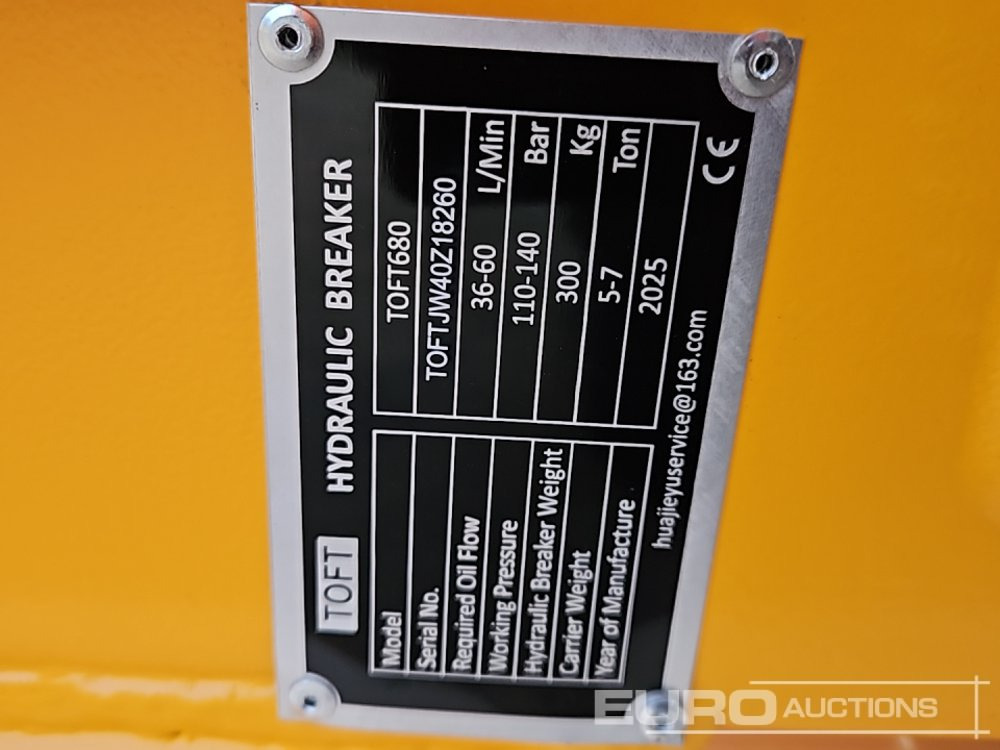 TOFT HYDRAULIC BREAKER
Model TOFT680
Serial No. TOFTJW40Z18260
Required Oil Flow 36-60 L/Min
Working Pressure 110-140 Bar
Hydraulic Breaker Weight 300 Kg
Carrier Weight 5-7 Ton
Year of Manufacture 2025
huajieyuservice@163.com CE
EURO AUCTIONS